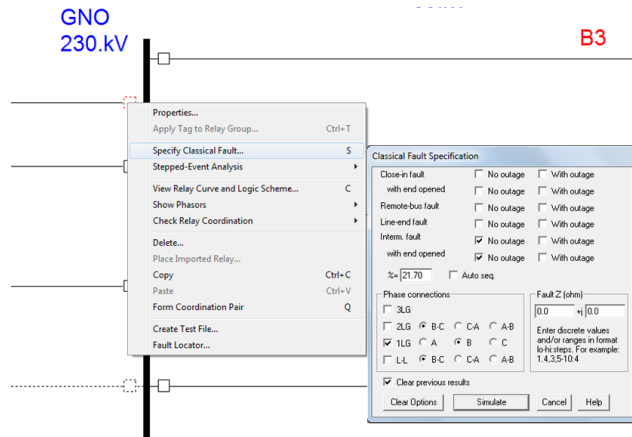 GNO
230.kV
B3
Properties...
Apply Tag to Relay Group... Ctrl+T
Specify Classical Fault... S
Stepped-Event Analysis
View Relay Curve and Logic Scheme... C
Show Phasors
Check Relay Coordination
Delete...
Place Imported Relay...
Copy Ctrl+C
Paste Ctrl+V
Form Coordination Pair Q
Create Test File...
Fault Locator...
Classical Fault Specification
Close-in fault No outage With outage
with end opened No outage With outage
Remote-bus fault No outage With outage
Line-end fault No outage With outage
Interm. fault No outage With outage
with end opened No outage With outage
%= 21.70 Auto seq.
Phase connections
3LG
2LG B-C C-A A-B
1LG A B C
L-L B-C C-A A-B
Fault Z (ohm)
0.0 +j 0.0
Enter discrete values
and/or ranges in format
lo-hi:steps. For example:
1.4,3,5-10:4
Clear previous results
Clear Options Simulate Cancel Help